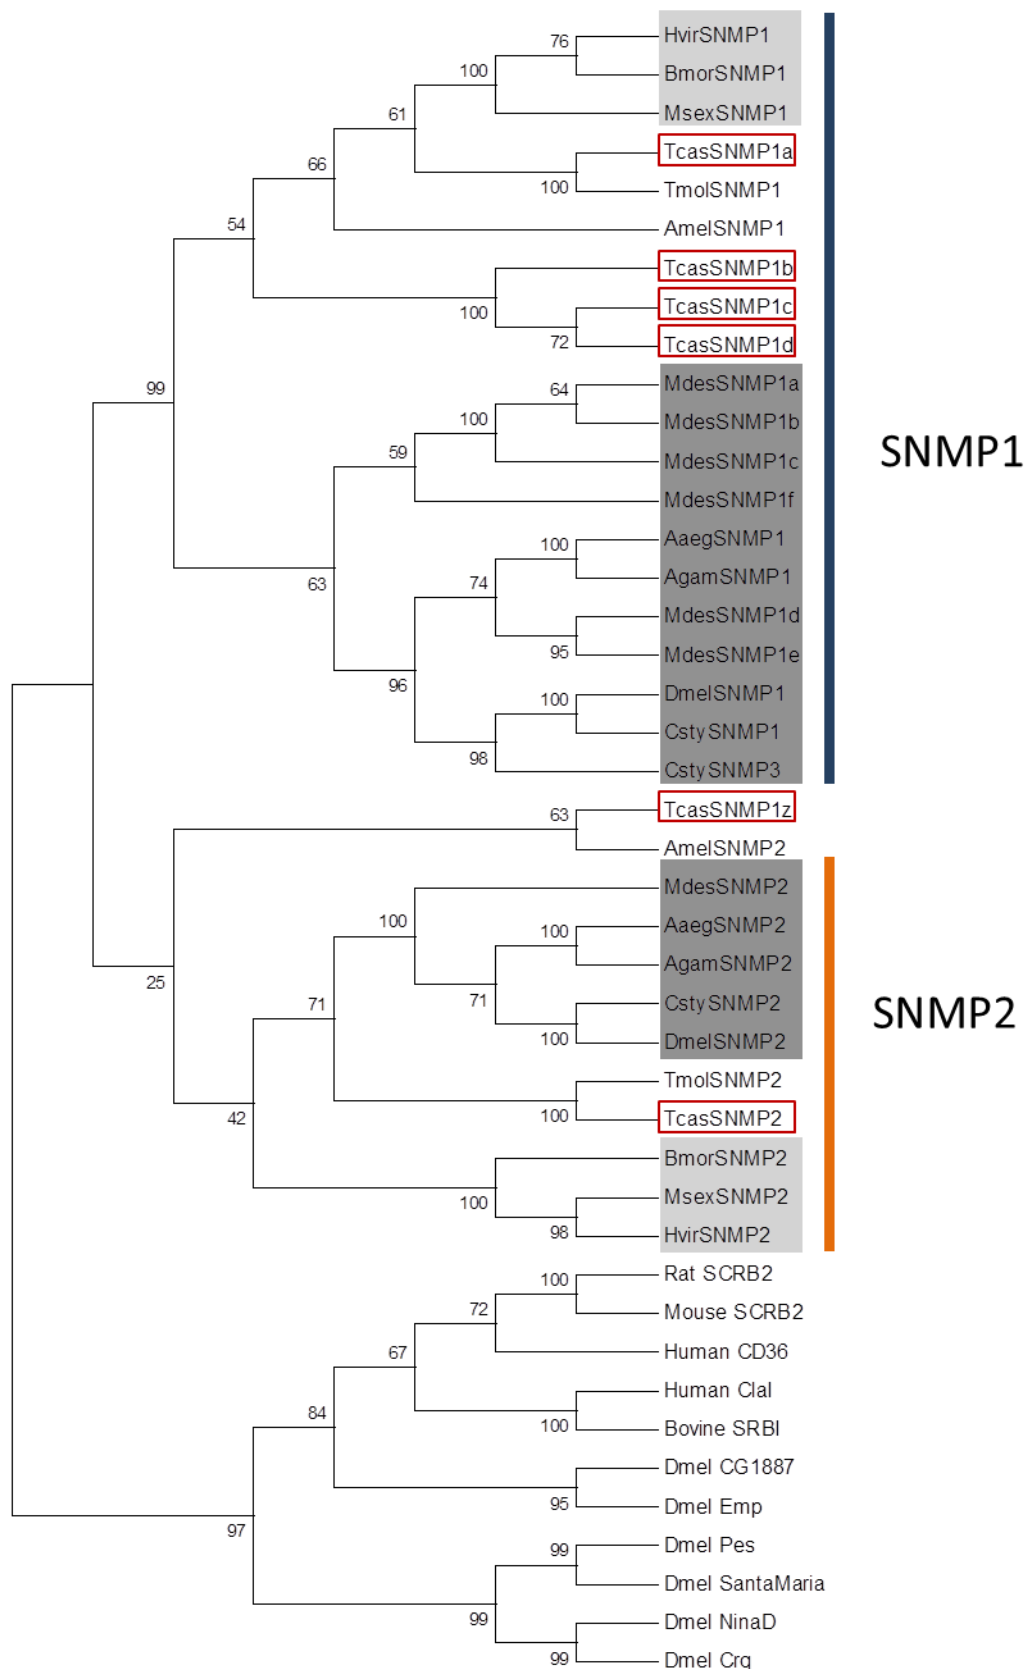 HvirSNMP1
76
BmorSNMP1
100
MsexSNMP1
61
TcasSNMP1a
66
100
TmolSNMP1
54
AmelSNMP1
TcasSNMP1b
100
TcasSNMP1c
72
TcasSNMP1d
99
MdesSNMP1a
64
MdesSNMP1b
100
MdesSNMP1c
59
SNMP1
MdesSNMP1f
AaegSNMP1
100
AgamSNMP1
63
74
MdesSNMP1d
95
MdesSNMP1e
96
DmelSNMP1
100
CstySNMP1
98
CstySNMP3
TcasSNMP1z
63
AmelSNMP2
MdesSNMP2
100
AaegSNMP2
100
AgamSNMP2
25
71
71
CstySNMP2
SNMP2
100
DmelSNMP2
TmolSNMP2
42
100
TcasSNMP2
BmorSNMP2
100
MsexSNMP2
98
HvirSNMP2
Rat SCRB2
100
72
Mouse SCRB2
67
Human CD36
Human ClaI
84
100
Bovine SRBI
Dmel CG1887
95
Dmel Emp
97
Dmel Pes
99
Dmel SantaMaria
99
Dmel NinaD
99
Dmel Crq